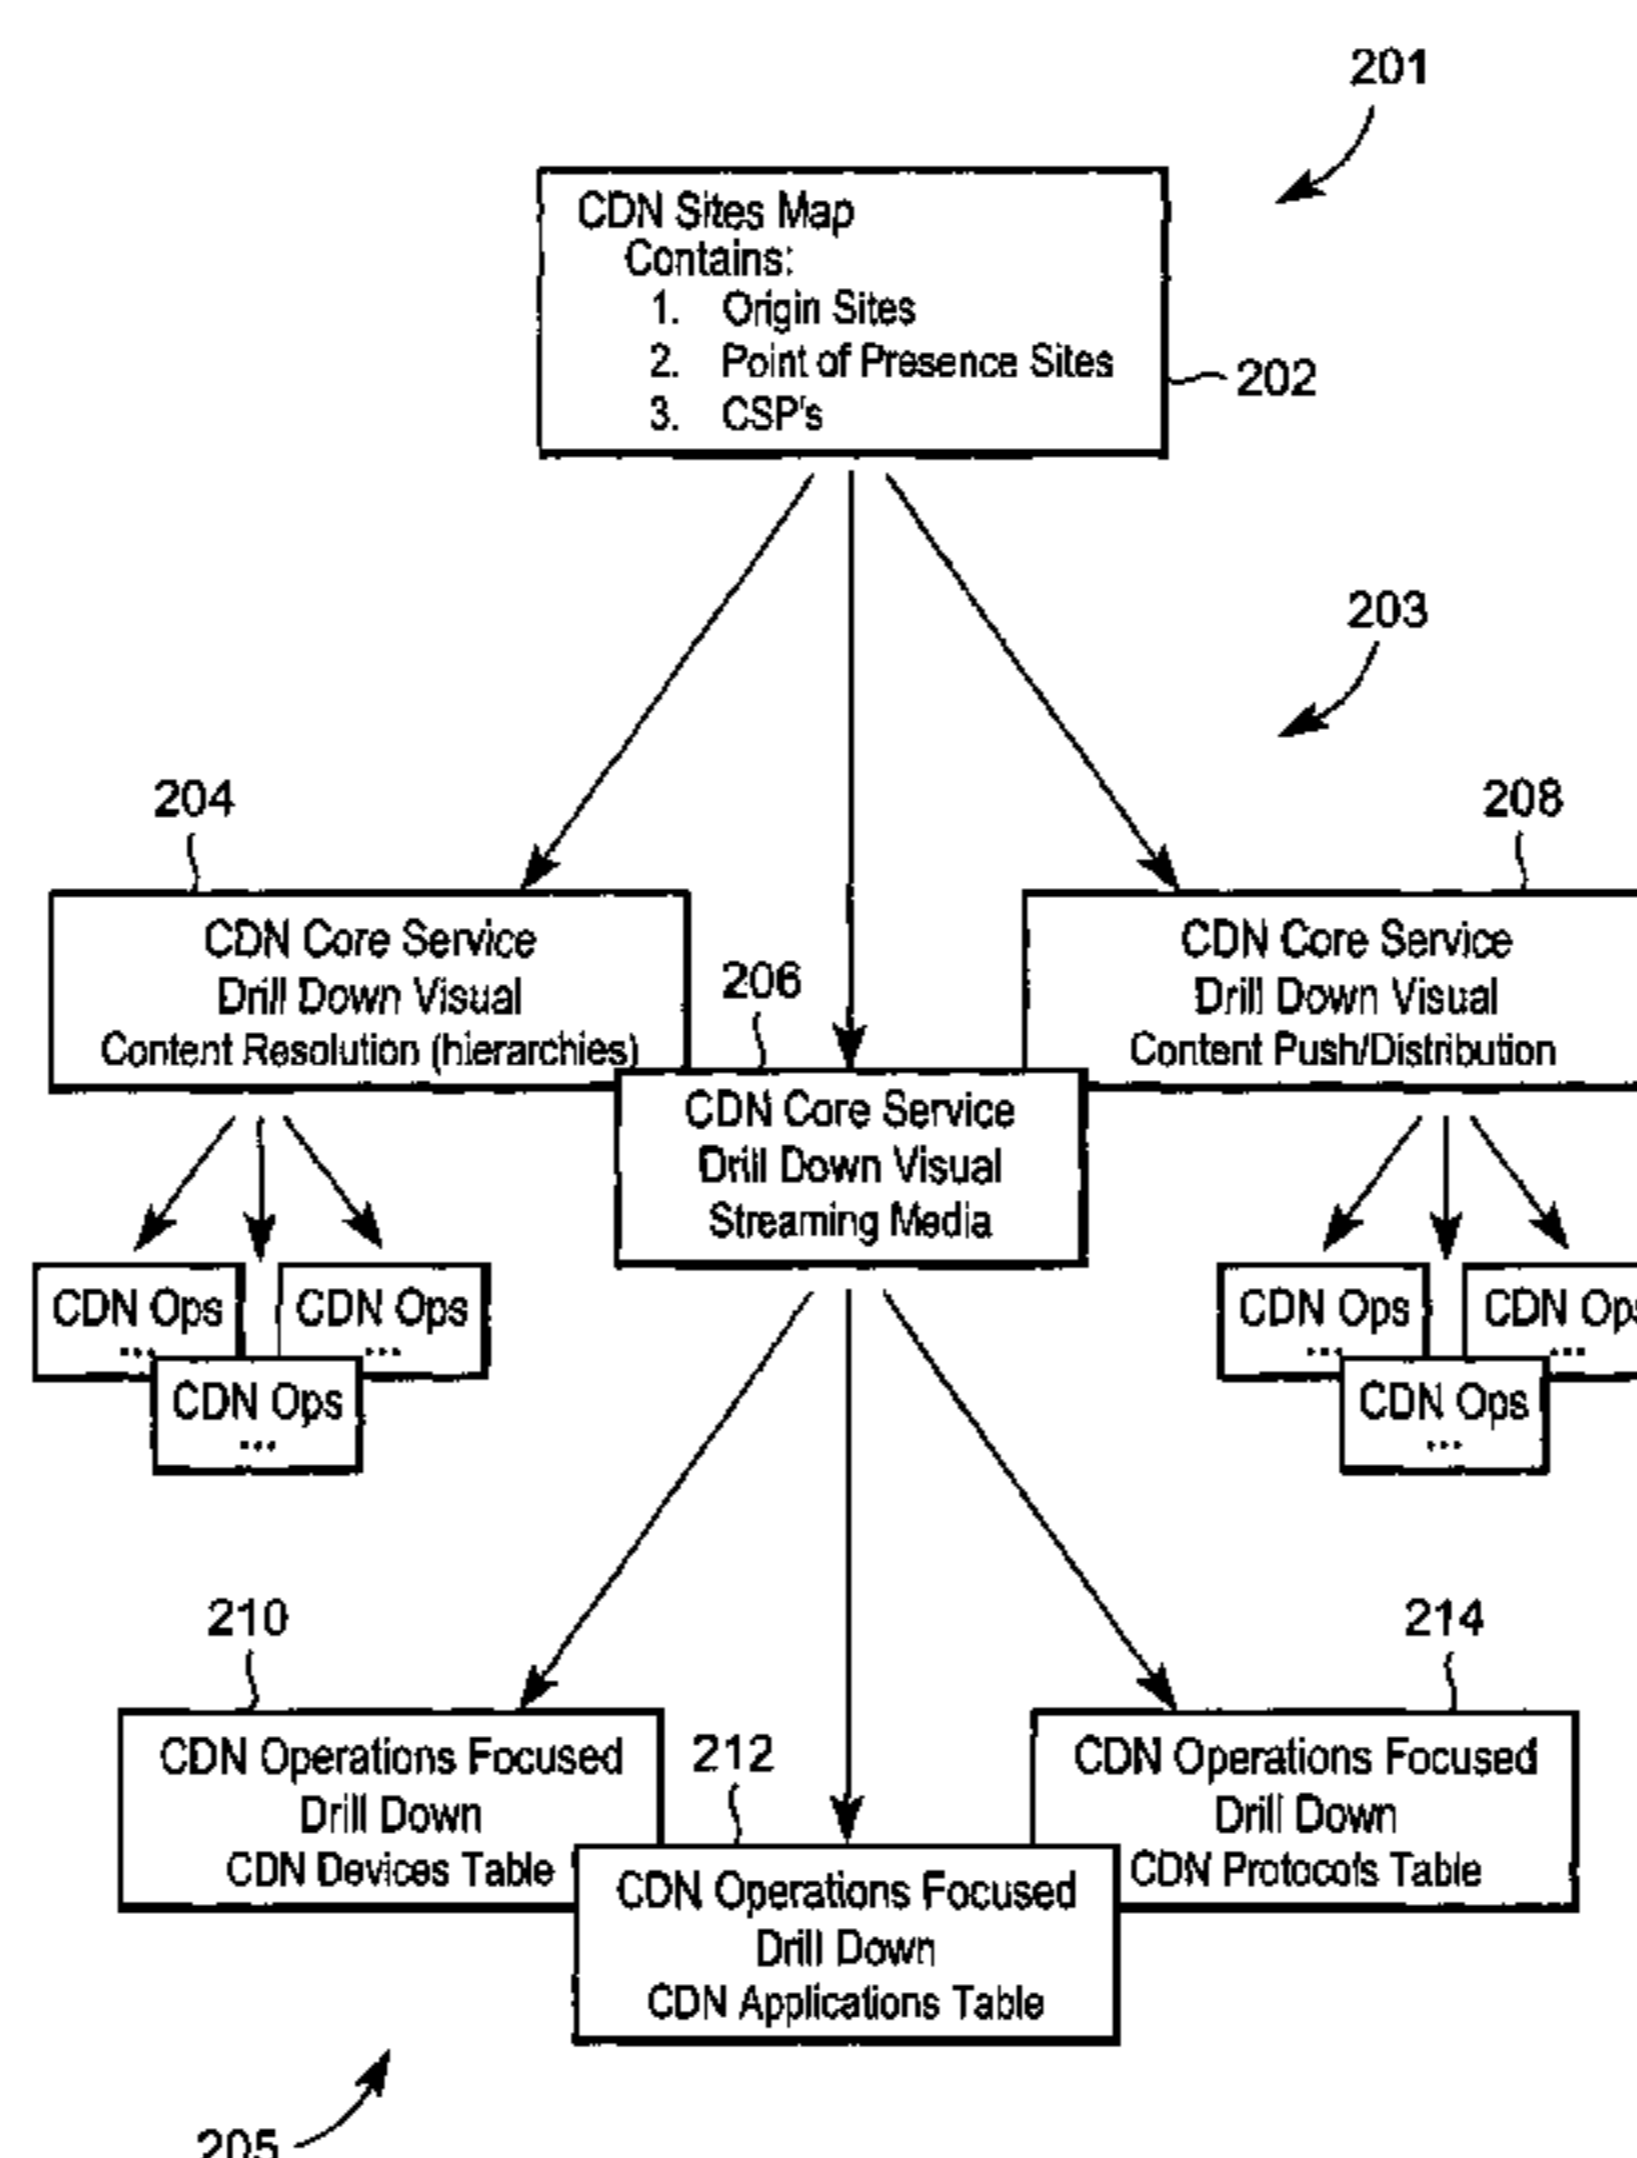 201
CDN Sites Map
Contains:
1. Origin Sites
2. Point of Presence Sites
3. CSP's
202
203
204
208
CDN Core Service
Drill Down Visual
Content Resolution (hierarchies)
206
CDN Core Service
Drill Down Visual
Content Push/Distribution
CDN Core Service
Drill Down Visual
Streaming Media
CDN Ops
...
CDN Ops
...
CDN Ops
...
CDN Ops
...
CDN Ops
...
CDN Ops
...
210
214
CDN Operations Focused
Drill Down
CDN Devices Table
212
CDN Operations Focused
Drill Down
CDN Protocols Table
CDN Operations Focused
Drill Down
CDN Applications Table
205